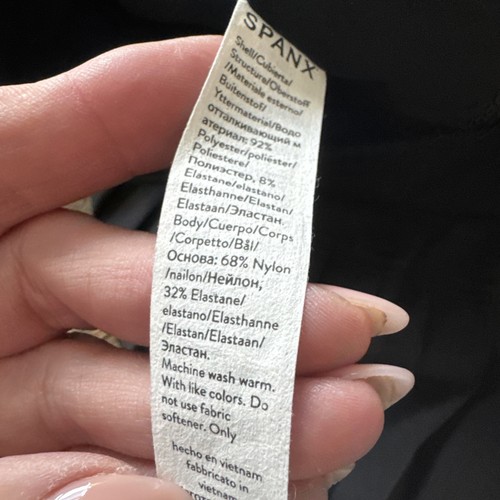 SPANX
Shell/Cubierta/
Structure/Oberstoff
/Materiale esterno/
Buitenstof/
Yttermaterial/Водо
отталкивающий м
атериал: 92%
Polyester/poliéster/
Poliestere/
Полиэстер, 8%
Elastane/elastano/
Elasthanne/Elastan/
Elastaan/Эластан.
Body/Cuerpo/Corps
/Corpetto/Bål/
Основа: 68% Nylon
/nailon/Нейлон,
32% Elastane/
elastano/Elasthanne
/Elastan/Elastaan/
Эластан.
Machine wash warm.
With like colors. Do
not use fabric
softener. Only
hecho en vietnam
fabbricato in
vietnam